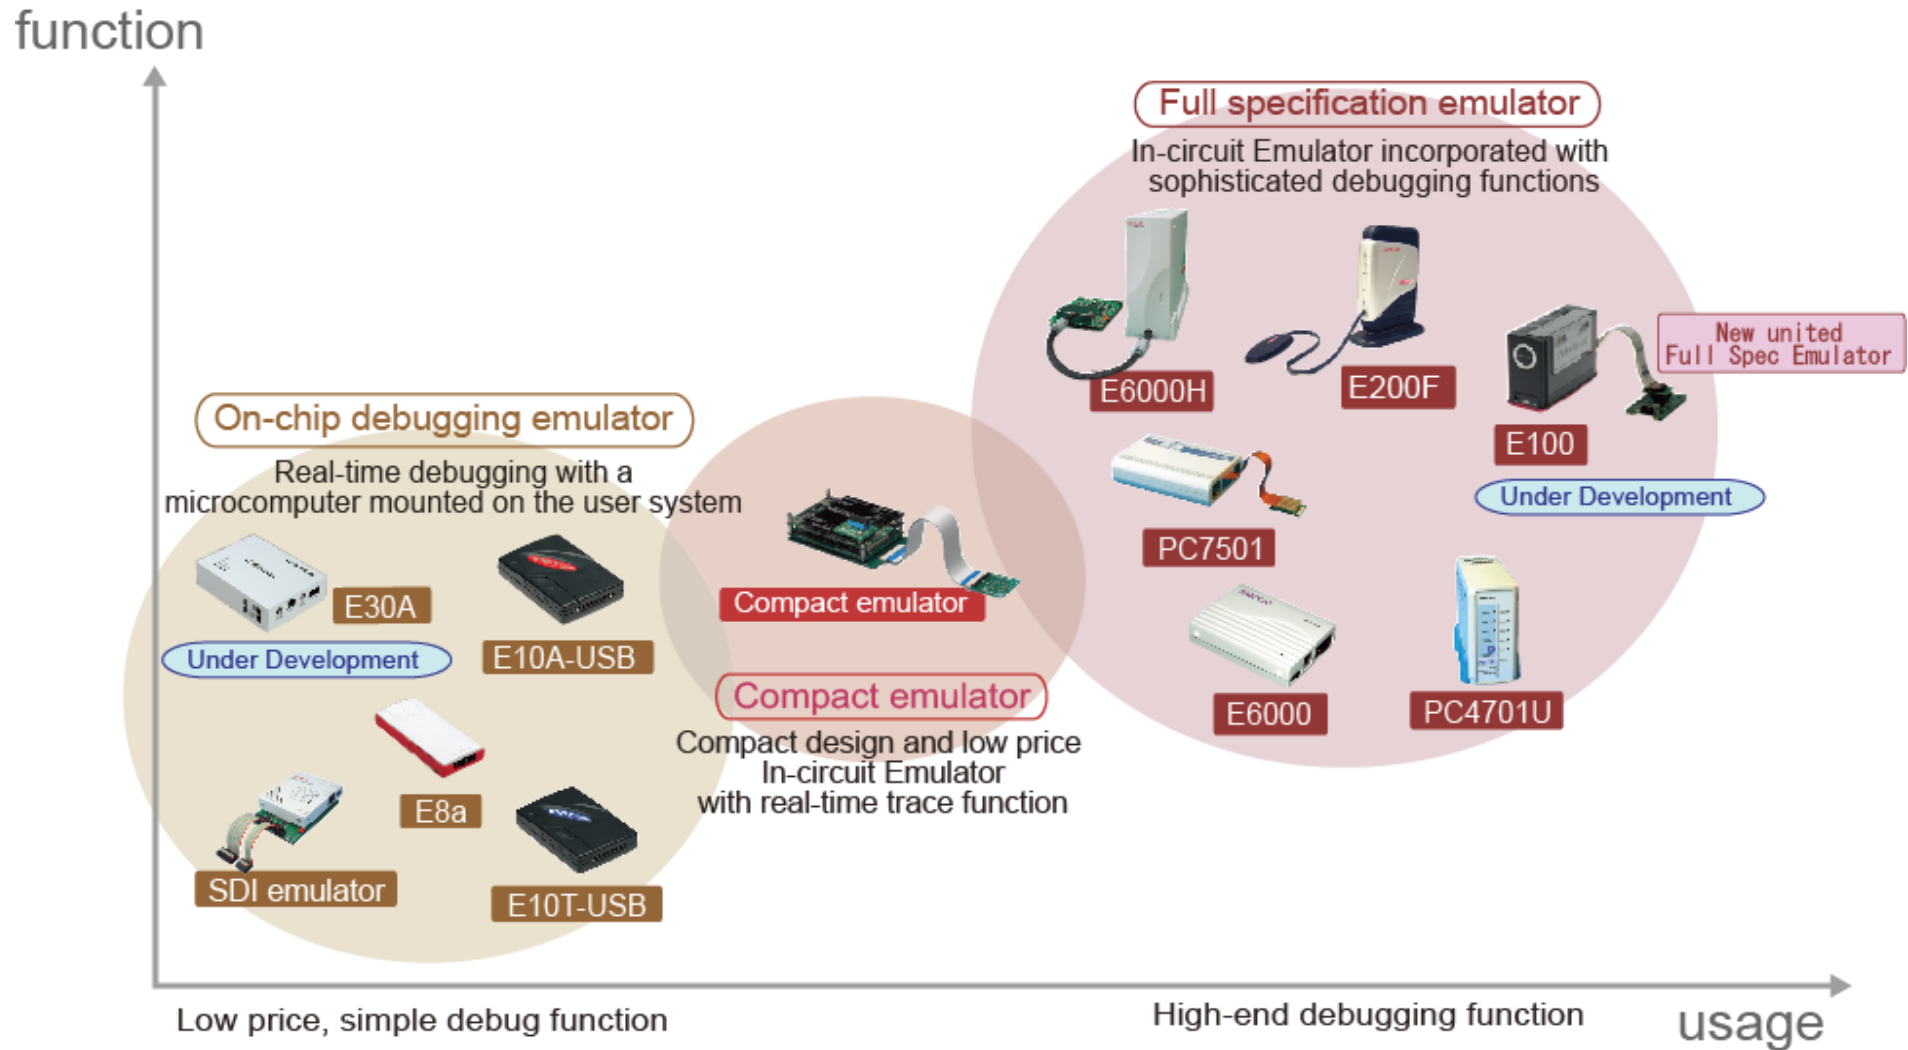 function
Full specification emulator
In-circuit Emulator incorporated with
sophisticated debugging functions
E6000H
E200F
New united
Full Spec Emulator
E100
Under Development
PC7501
E6000
PC4701U
On-chip debugging emulator
Real-time debugging with a
microcomputer mounted on the user system
E30A
Under Development
E10A-USB
E8a
SDI emulator
E10T-USB
Compact emulator
Compact emulator
Compact design and low price
In-circuit Emulator
with real-time trace function
Low price, simple debug function
High-end debugging function
usage